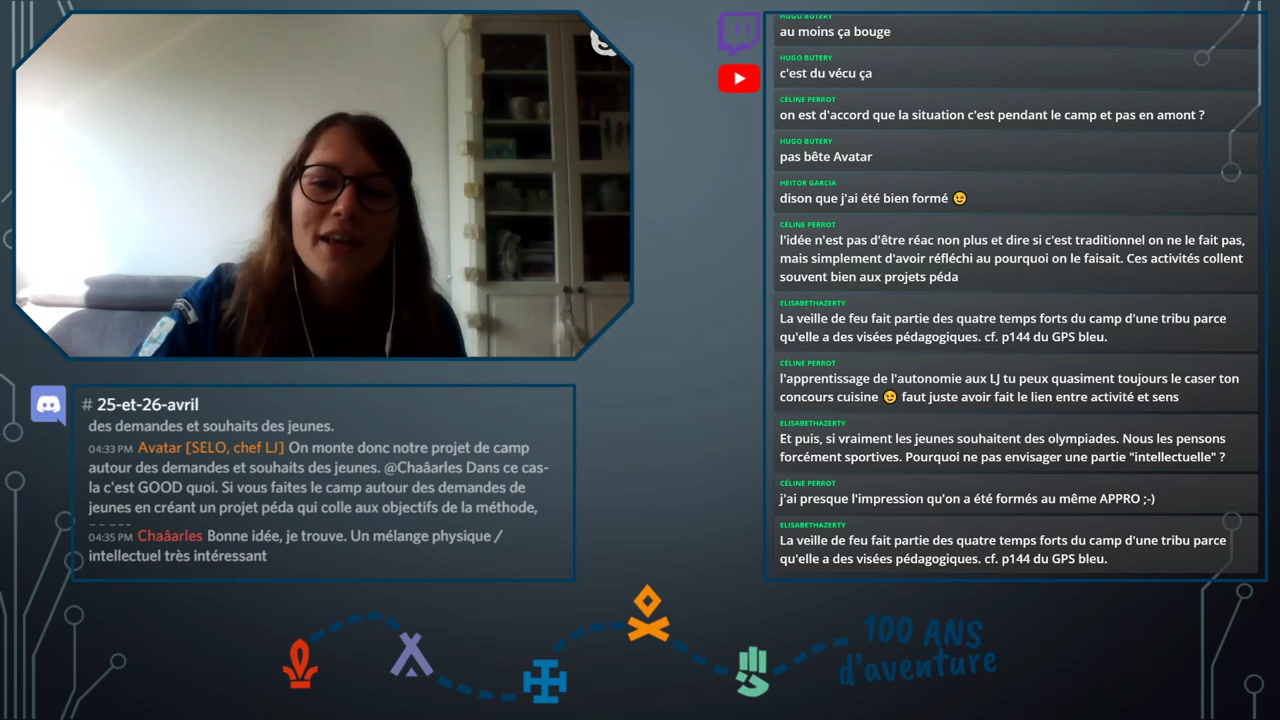 # 25-et-26-avril
des demandes et souhaits des jeunes.
04:33 PM Avatar [SELO, chef LJ] On monte donc notre projet de camp
autour des demandes et souhaits des jeunes. @Chaâarles Dans ce cas-
la c'est GOOD quoi. Si vous faites le camp autour des demandes de
jeunes en créant un projet péda qui colle aux objectifs de la méthode,
04:35 PM Chaâarles Bonne idée, je trouve. Un mélange physique /
intellectuel très intéressant
HUGO BUTERY
au moins ça bouge
HUGO BUTERY
c'est du vécu ça
CÉLINE PERROT
on est d'accord que la situation c'est pendant le camp et pas en amont ?
HUGO BUTERY
pas bête Avatar
HEITOR GARCIA
dison que j'ai été bien formé 😉
CÉLINE PERROT
l'idée n'est pas d'être réac non plus et dire si c'est traditionnel on ne le fait pas,
mais simplement d'avoir réfléchi au pourquoi on le faisait. Ces activités collent
souvent bien aux projets péda
ELISABETHAZERTY
La veille de feu fait partie des quatre temps forts du camp d'une tribu parce
qu'elle a des visées pédagogiques. cf. p144 du GPS bleu.
CÉLINE PERROT
l'apprentissage de l'autonomie aux LJ tu peux quasiment toujours le caser ton
concours cuisine 😉 faut juste avoir fait le lien entre activité et sens
ELISABETHAZERTY
Et puis, si vraiment les jeunes souhaitent des olympiades. Nous les pensons
forcément sportives. Pourquoi ne pas envisager une partie "intellectuelle" ?
CÉLINE PERROT
j'ai presque l'impression qu'on a été formés au même APPRO ;-)
ELISABETHAZERTY
La veille de feu fait partie des quatre temps forts du camp d'une tribu parce
qu'elle a des visées pédagogiques. cf. p144 du GPS bleu.
100 ANS
d'aventure